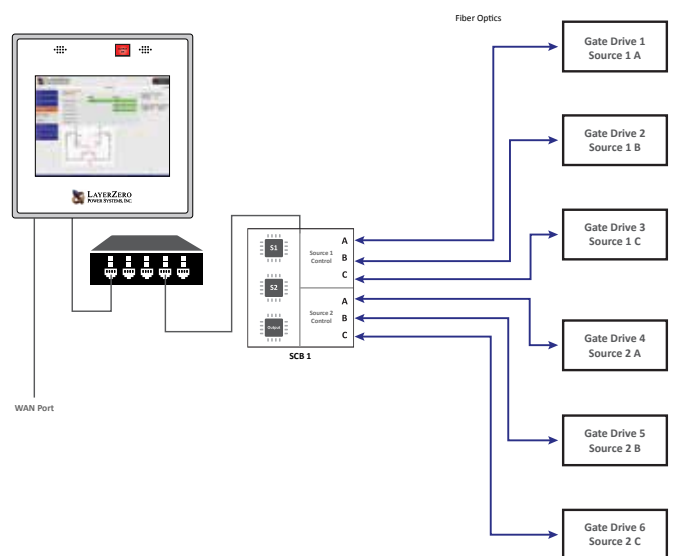 Fiber Optics
Gate Drive 1
Source 1 A
Gate Drive 2
Source 1 B
LAYERZERO
POWER SYSTEMS, INC.
Gate Drive 3
Source 1 C
S1
Source 1
Control
A
B
C
S2
Source 2
Control
A
B
C
Output
SCB 1
Gate Drive 4
Source 2 A
WAN Port
Gate Drive 5
Source 2 B
Gate Drive 6
Source 2 C